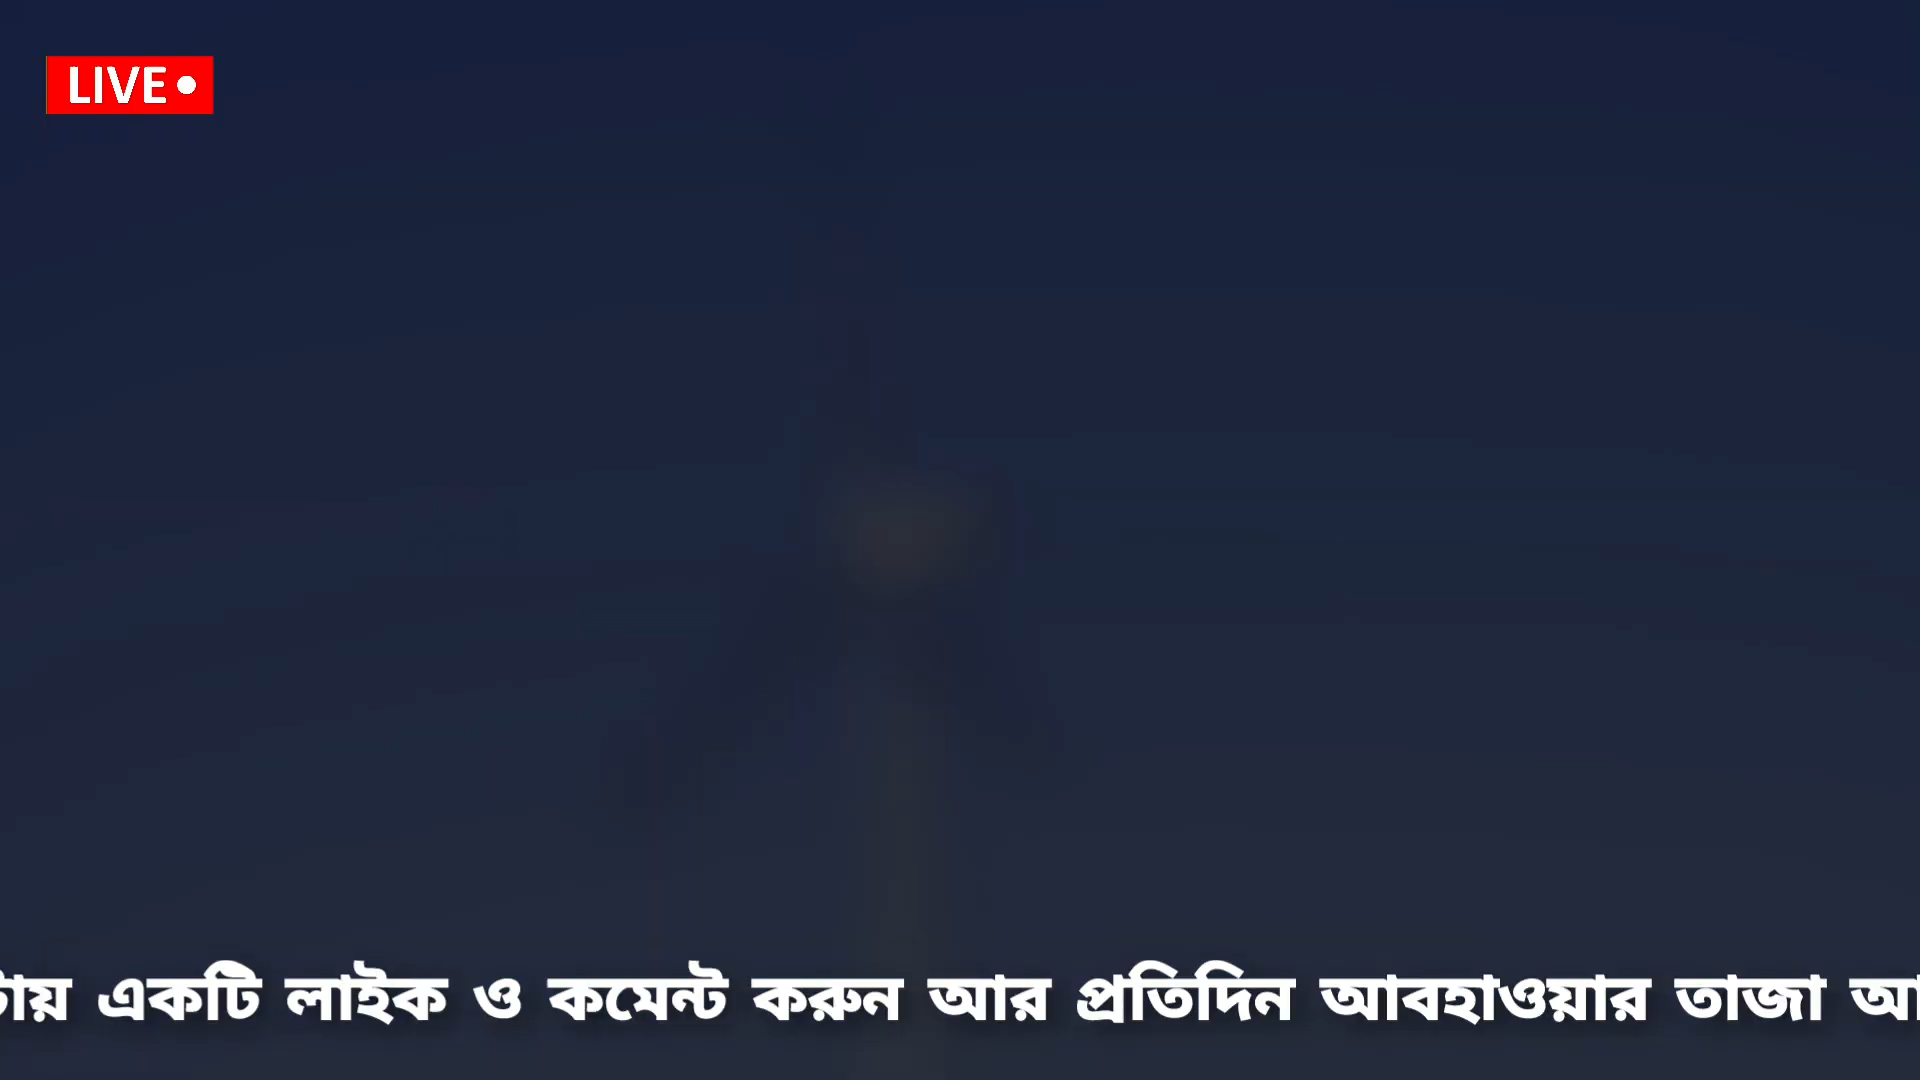 LIVE
একটি লাইক ও কমেন্ট করুন আর প্রতিদিন আবহাওয়ার তাজা